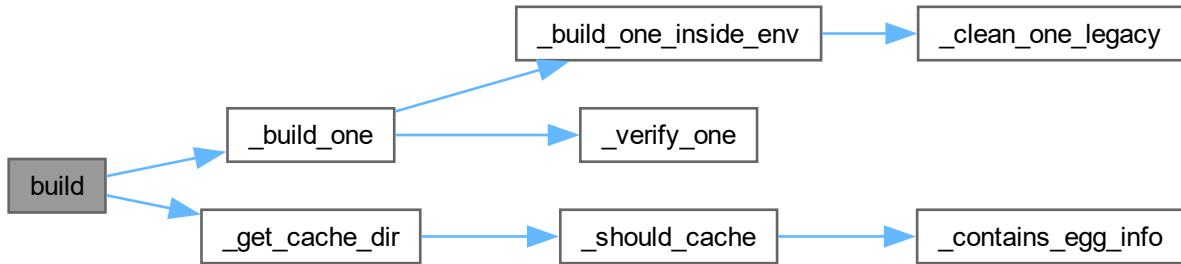 _build_one_inside_env
_clean_one_legacy
_build_one
_verify_one
build
_get_cache_dir
_should_cache
_contains_egg_info